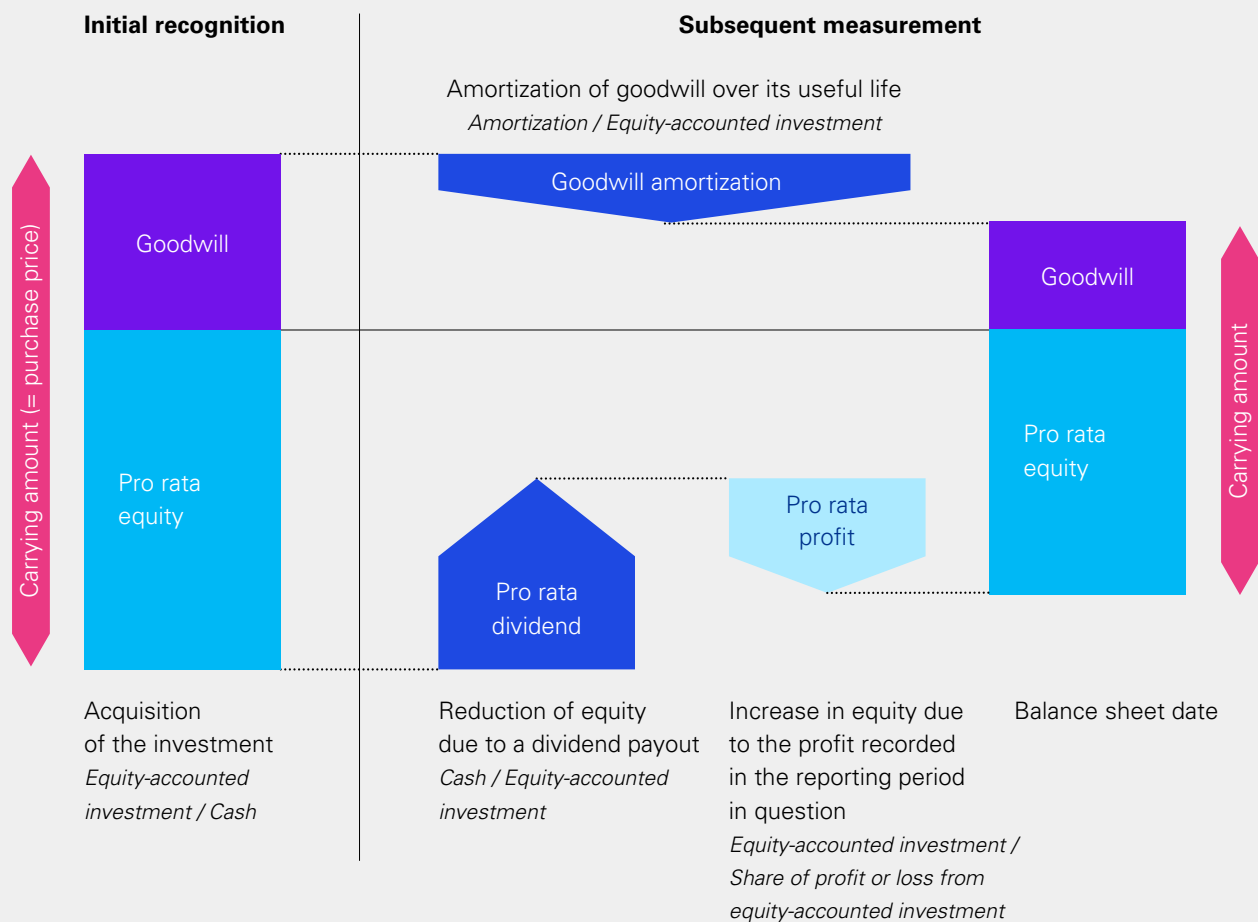 Initial recognition
Subsequent measurement
Amortization of goodwill over its useful life
Amortization / Equity-accounted investment
Carrying amount (= purchase price)
Goodwill
Pro rata
equity
Goodwill amortization
Pro rata
dividend
Pro rata
profit
Goodwill
Pro rata
equity
Carrying amount
Acquisition
of the investment
Equity-accounted
investment / Cash
Reduction of equity
due to a dividend payout
Cash / Equity-accounted
investment
Increase in equity due
to the profit recorded
in the reporting period
in question
Equity-accounted investment /
Share of profit or loss from
equity-accounted investment
Balance sheet date